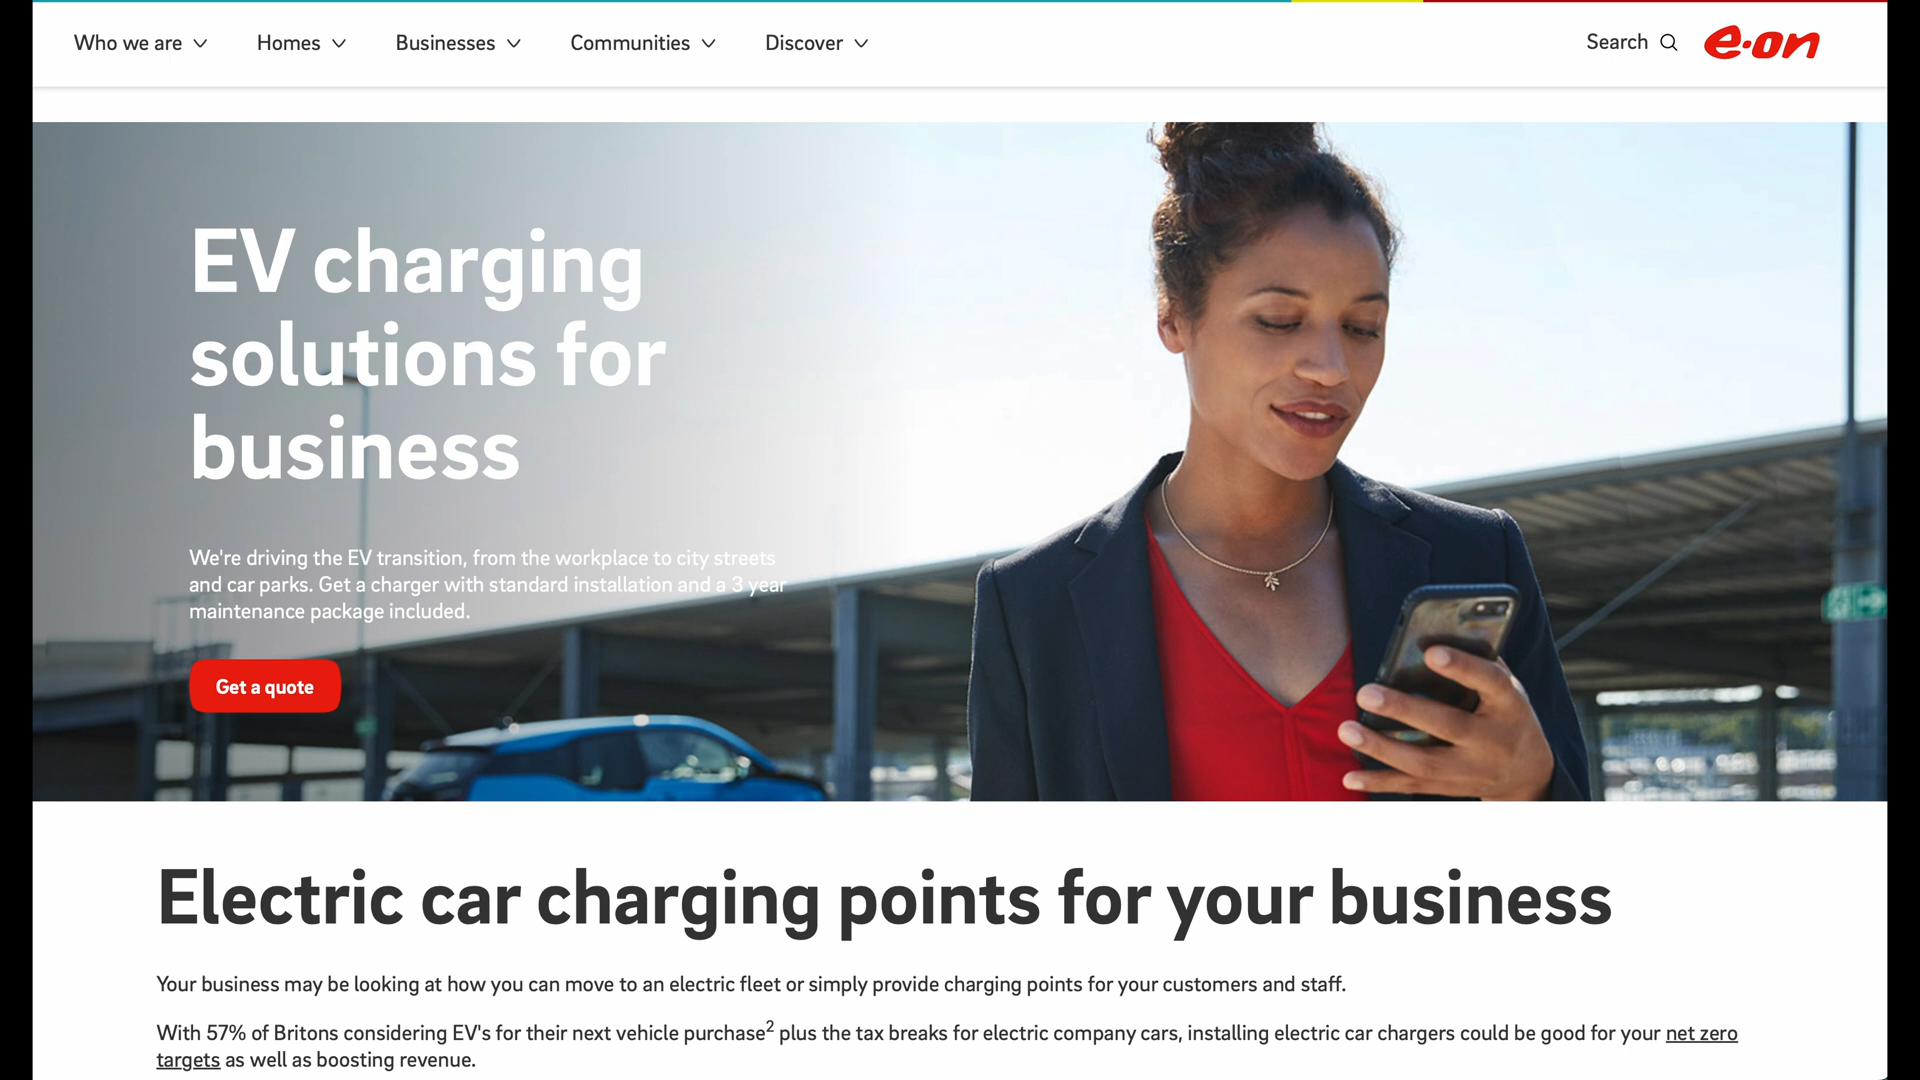 Who we are
Homes
Businesses
Communities
Discover
Search
e·on
EV charging
solutions for
business
We're driving the EV transition, from the workplace to city streets
and car parks. Get a charger with standard installation and a 3 year
maintenance package included.
Get a quote
Electric car charging points for your business
Your business may be looking at how you can move to an electric fleet or simply provide charging points for your customers and staff.
With 57% of Britons considering EV's for their next vehicle purchase² plus the tax breaks for electric company cars, installing electric car chargers could be good for your net zero
targets as well as boosting revenue.